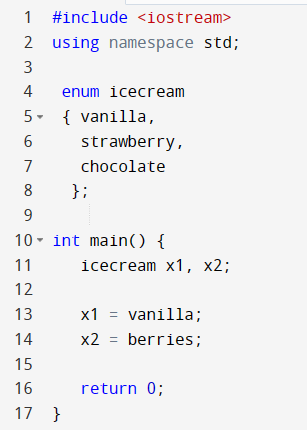 1 #include <iostream>
2 using namespace std;
3
4 enum icecream
5 { vanilla,
6 strawberry,
7 chocolate
8 };
9
10 int main() {
11 icecream x1, x2;
12
13 x1 = vanilla;
14 x2 = berries;
15
16 return 0;
17 }